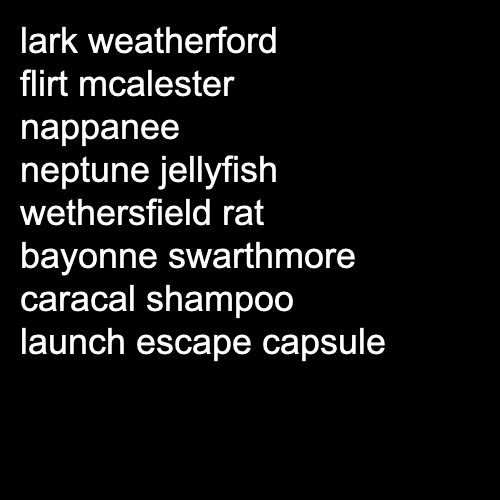 lark weatherford
flirt mcalester
nappanee
neptune jellyfish
wethersfield rat
bayonne swarthmore
caracal shampoo
launch escape capsule